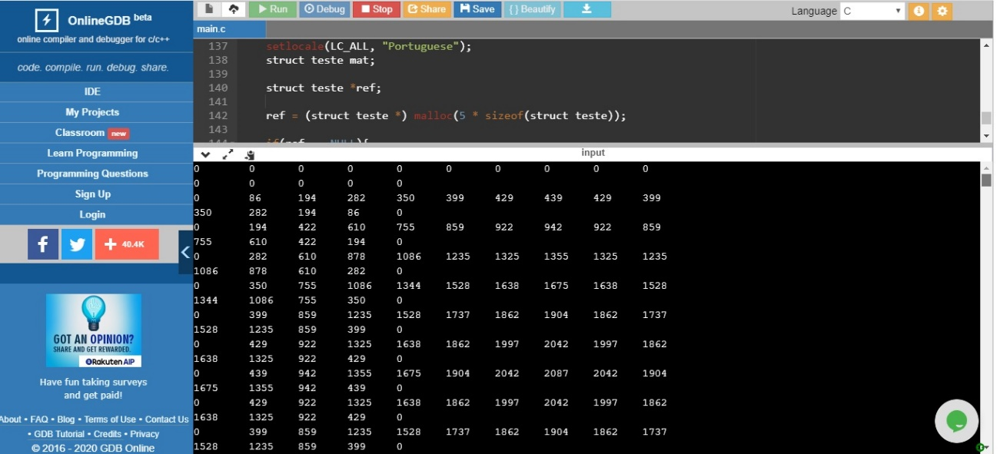 OnlineGDB beta
online compiler and debugger for c/c++
code. compile. run. debug. share.
IDE
My Projects
Classroom new
Learn Programming
Programming Questions
Sign Up
Login
f + 40.4K
GOT AN OPINION?
SHARE AND GET REWARDED.
Rakuten AIP
Have fun taking surveys
and get paid!
About • FAQ • Blog • Terms of Use • Contact Us
• GDB Tutorial • Credits • Privacy
© 2016 - 2020 GDB Online
Run Debug Stop Share Save { } Beautify Language C
main.c
137 setlocale(LC_ALL, "Portuguese");
138 struct teste mat;
139
140 struct teste *ref;
141
142 ref = (struct teste *) malloc(5 * sizeof(struct teste));
143
input
0 0 0 0 0 0 0 0 0 0
0 0 0 0 0
0 86 194 282 350 399 429 439 429 399
350 282 194 86 0
0 194 422 610 755 859 922 942 922 859
755 610 422 194 0
0 282 610 878 1086 1235 1325 1355 1325 1235
1086 878 610 282 0
0 350 755 1086 1344 1528 1638 1675 1638 1528
1344 1086 755 350 0
0 399 859 1235 1528 1737 1862 1904 1862 1737
1528 1235 859 399 0
0 429 922 1325 1638 1862 1997 2042 1997 1862
1638 1325 922 429 0
0 439 942 1355 1675 1904 2042 2087 2042 1904
1675 1355 942 439 0
0 429 922 1325 1638 1862 1997 2042 1997 1862
1638 1325 922 429 0
0 399 859 1235 1528 1737 1862 1904 1862 1737
1528 1235 859 399 0